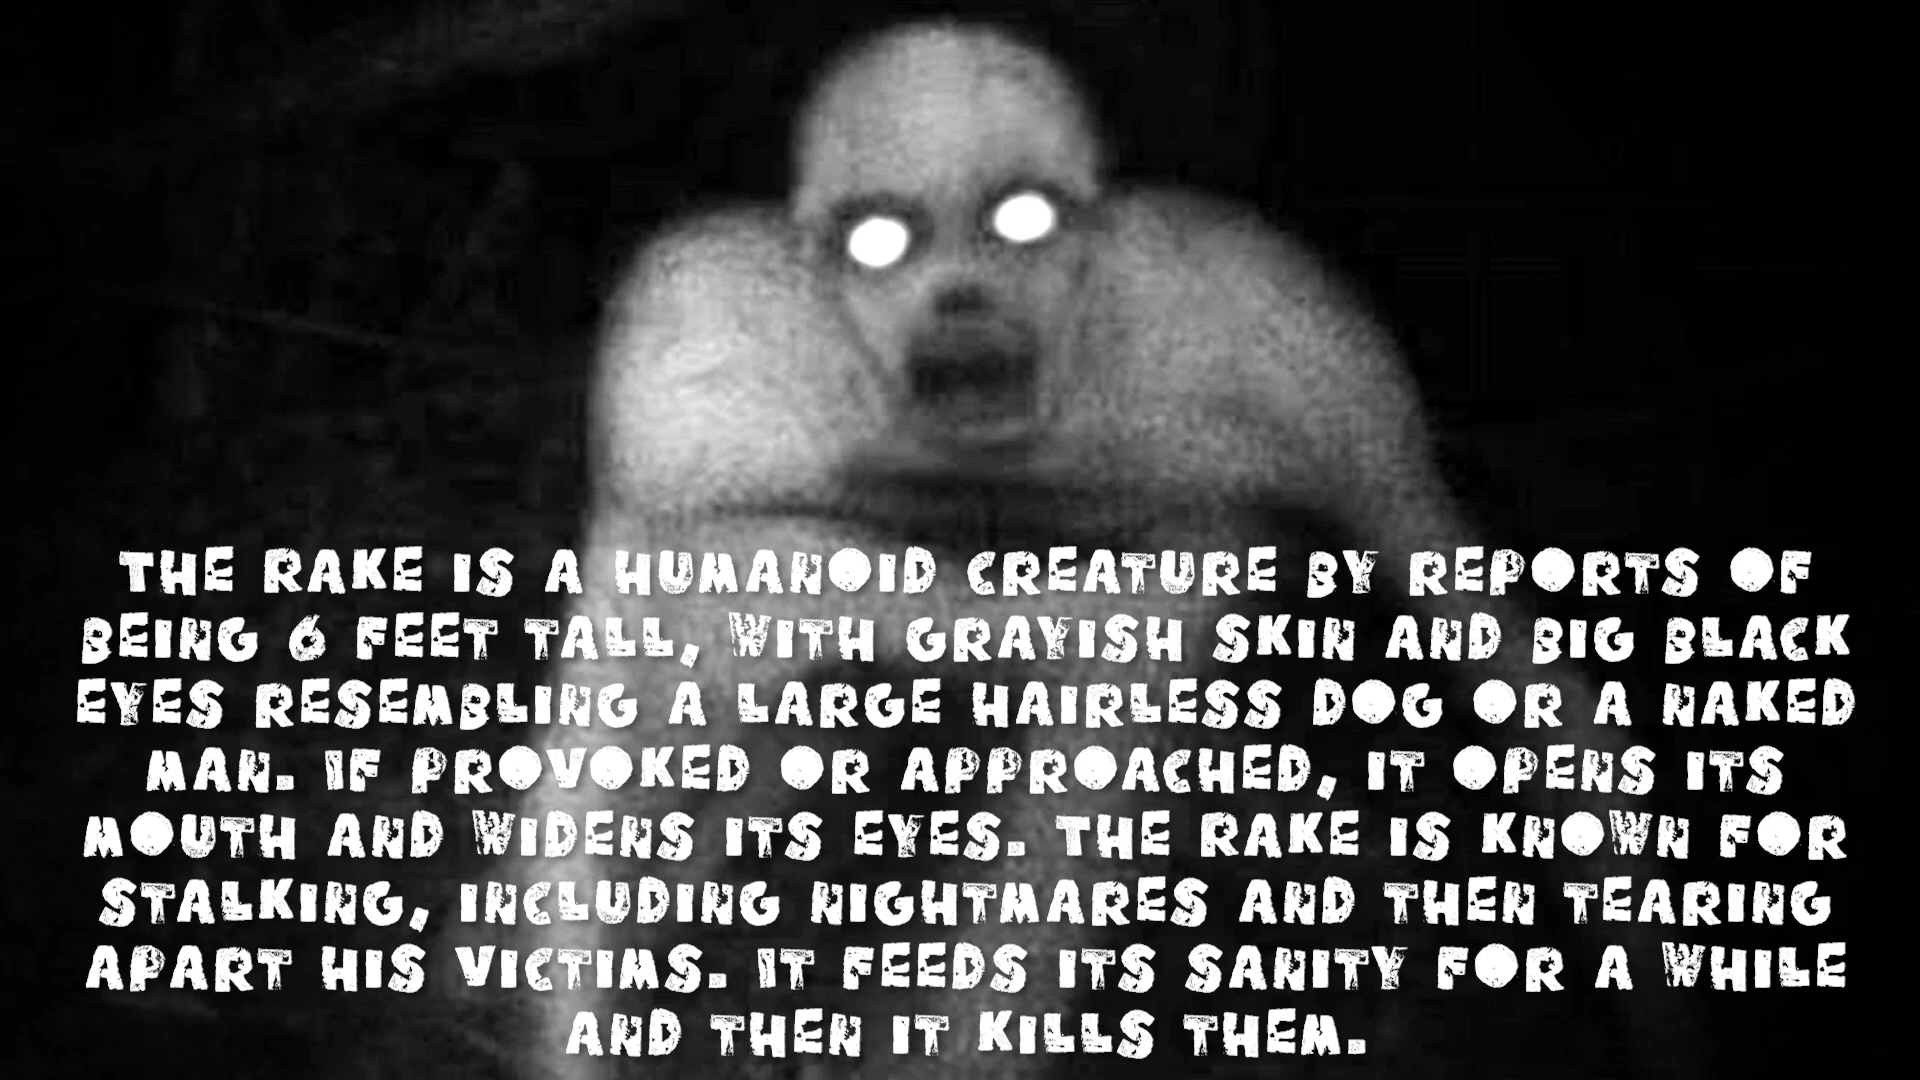 THE RAKE IS A HUMANOID CREATURE BY REPORTS OF
BEING 6 FEET TALL, WITH GRAYISH SKIN AND BIG BLACK
EYES RESEMBLING A LARGE HAIRLESS DOG OR A NAKED
MAN. IF PROVOKED OR APPROACHED, IT OPENS ITS
MOUTH AND WIDENS ITS EYES. THE RAKE IS KNOWN FOR
STALKING, INCLUDING NIGHTMARES AND THEN TEARING
APART HIS VICTIMS. IT FEEDS ITS SANITY FOR A WHILE
AND THEN IT KILLS THEM.